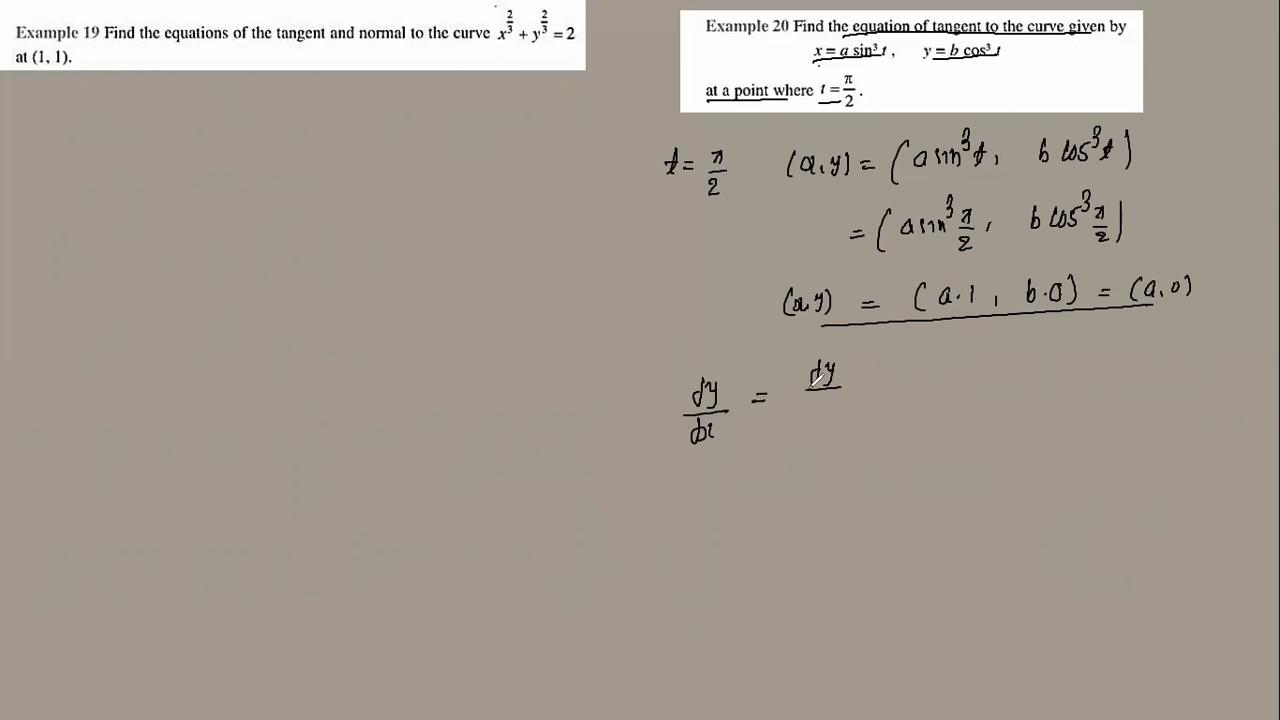 Example 19 Find the equations of the tangent and normal to the curve x^{2/3} + y^{2/3} = 2
at (1, 1).
Example 20 Find the equation of tangent to the curve given by
x = a sin³ t , y = b cos³ t
at a point where t = π/2 .
t = π/2 (x, y) = (a sin³t, b cos³t)
= (a sin³ π/2, b cos³ π/2)
(x, y) = (a·1, b·0) = (a, 0)
dy/dx = dy